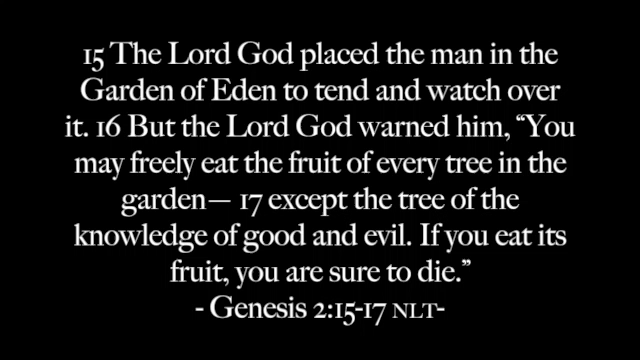 15 The Lord God placed the man in the
Garden of Eden to tend and watch over
it. 16 But the Lord God warned him, “You
may freely eat the fruit of every tree in the
garden— 17 except the tree of the
knowledge of good and evil. If you eat its
fruit, you are sure to die.”
- Genesis 2:15-17 NLT-